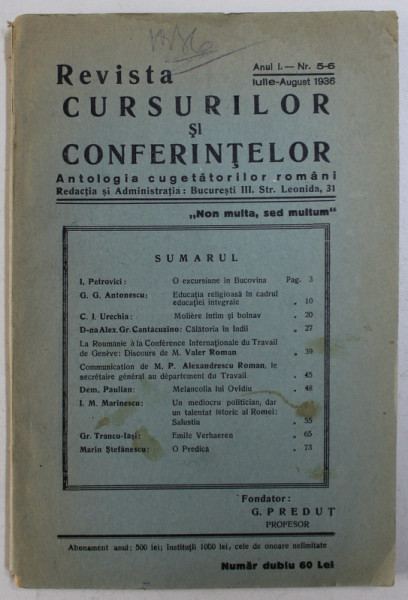 Revista
Anul I. — Nr. 5-6
Iulie-August 1936
CURSURILOR
ȘI
CONFERINȚELOR
Antologia cugetătorilor români
Redacția și Administrația: București III. Str. Leonida, 31
„Non multa, sed multum“
SUMARUL
I. Petrovici: O excursiune în Bucovina Pag. 3
G. G. Antonescu: Educația religioasă în cadrul
educației integrale „ 10
C. I. Urechia: Molière intim și bolnav „ 20
D-na Alex. Gr. Cantacuzino: Călătoria în Indii „ 27
La Roumanie à la Conférence Internaționale du Travail
de Genève: Discours de M. Valer Roman „ 39
Communication de M. P. Alexandrescu Roman, le
secrétaire général au département du Travail „ 45
Dem. Paulian: Melancolia lui Ovidiu „ 48
I. M. Marinescu: Un mediocru politician, dar
un talentat istoric al Romei:
Salustiu „ 55
Gr. Trancu-Iași: Emile Verhaeren „ 65
Marin Ștefănescu: O Predică „ 73
Fondator:
G. PREDUȚ
PROFESOR
Abonament anual: 500 lei; instituții 1000 lei, cele de onoare nelimitate
Număr dublu 60 Lei